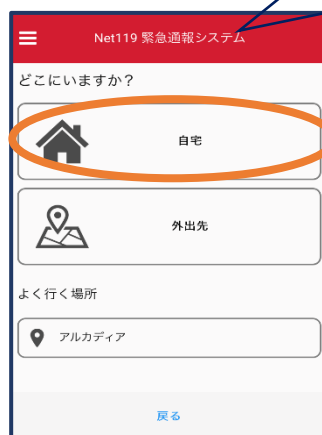 Net119 緊急通報システム
どこにいますか？
自宅
外出先
よく行く場所
アルカディア
戻る